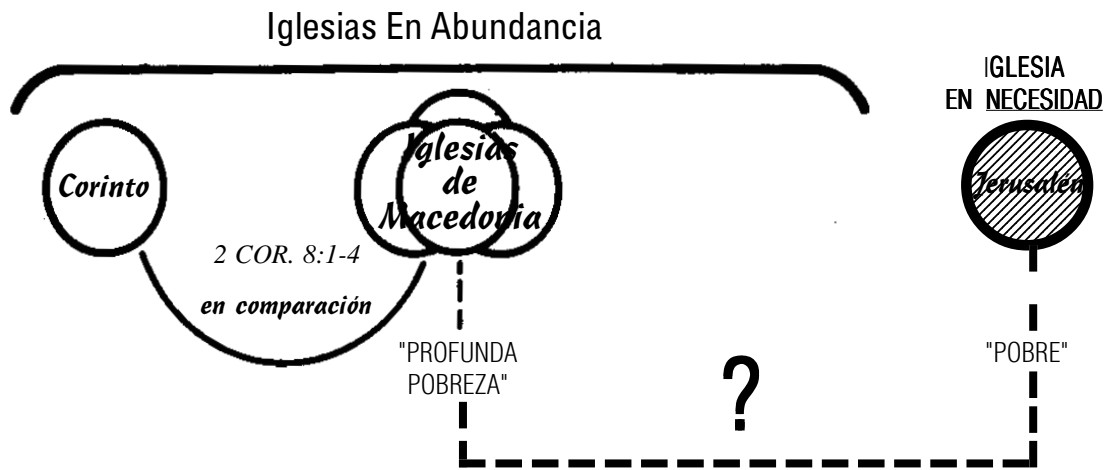 Iglesias En Abundancia
IGLESIA
EN NECESIDAD
Corinto
Iglesias
de
Macedonia
Jerusalén
2 COR. 8:1-4
en comparación
"PROFUNDA
POBREZA"
?
"POBRE"